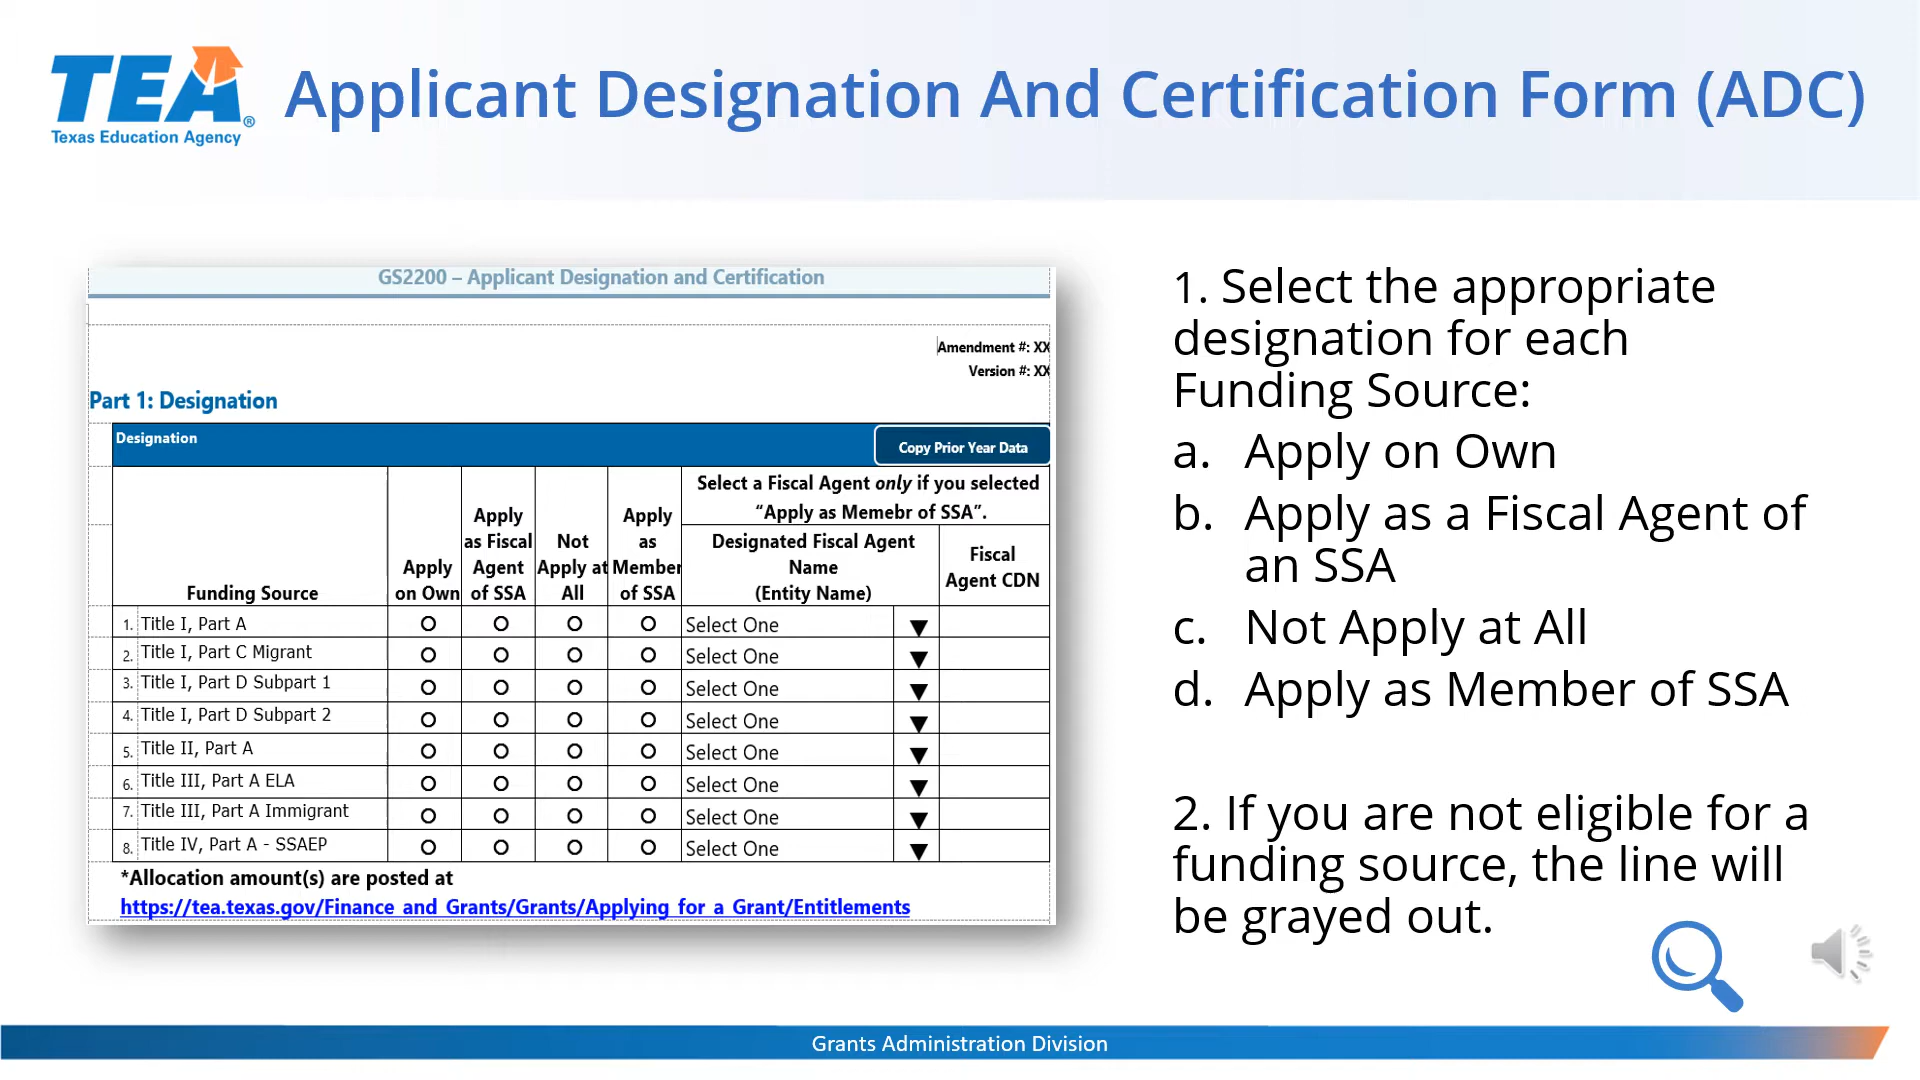 TEA®
Texas Education Agency
Applicant Designation And Certification Form (ADC)
GS2200 – Applicant Designation and Certification
Amendment #: XX
Version #: XX
Part 1: Designation
Designation
Copy Prior Year Data
Funding Source
Apply on Own
Apply as Fiscal Agent of SSA
Not Apply at All
Apply as Member of SSA
Select a Fiscal Agent only if you selected
“Apply as Memebr of SSA”.
Designated Fiscal Agent
Name
(Entity Name)
Fiscal
Agent CDN
1. Title I, Part A Select One
2. Title I, Part C Migrant Select One
3. Title I, Part D Subpart 1 Select One
4. Title I, Part D Subpart 2 Select One
5. Title II, Part A Select One
6. Title III, Part A ELA Select One
7. Title III, Part A Immigrant Select One
8. Title IV, Part A - SSAEP Select One
*Allocation amount(s) are posted at
https://tea.texas.gov/Finance_and_Grants/Grants/Applying_for_a_Grant/Entitlements
1. Select the appropriate
designation for each
Funding Source:
a. Apply on Own
b. Apply as a Fiscal Agent of
an SSA
c. Not Apply at All
d. Apply as Member of SSA
2. If you are not eligible for a
funding source, the line will
be grayed out.
Grants Administration Division